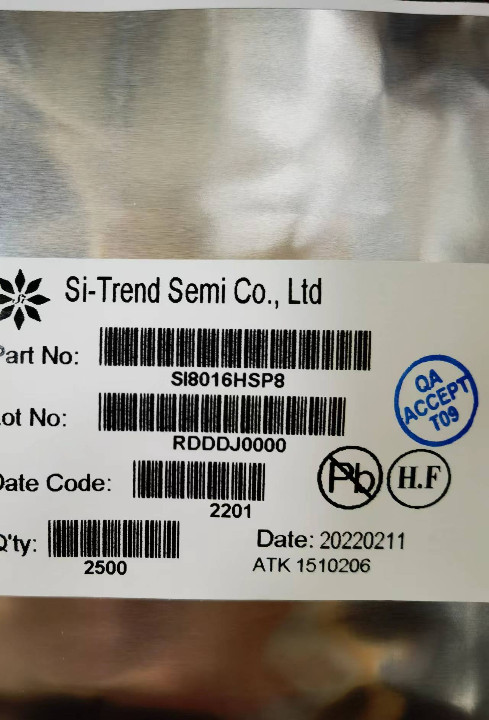 Si-Trend Semi Co., Ltd
Part No:
SI8016HSP8
Lot No:
RDDDJ0000
Date Code:
2201
Q'ty:
2500
QA
ACCEPT
T09
Pb
H.F
Date: 20220211
ATK 1510206